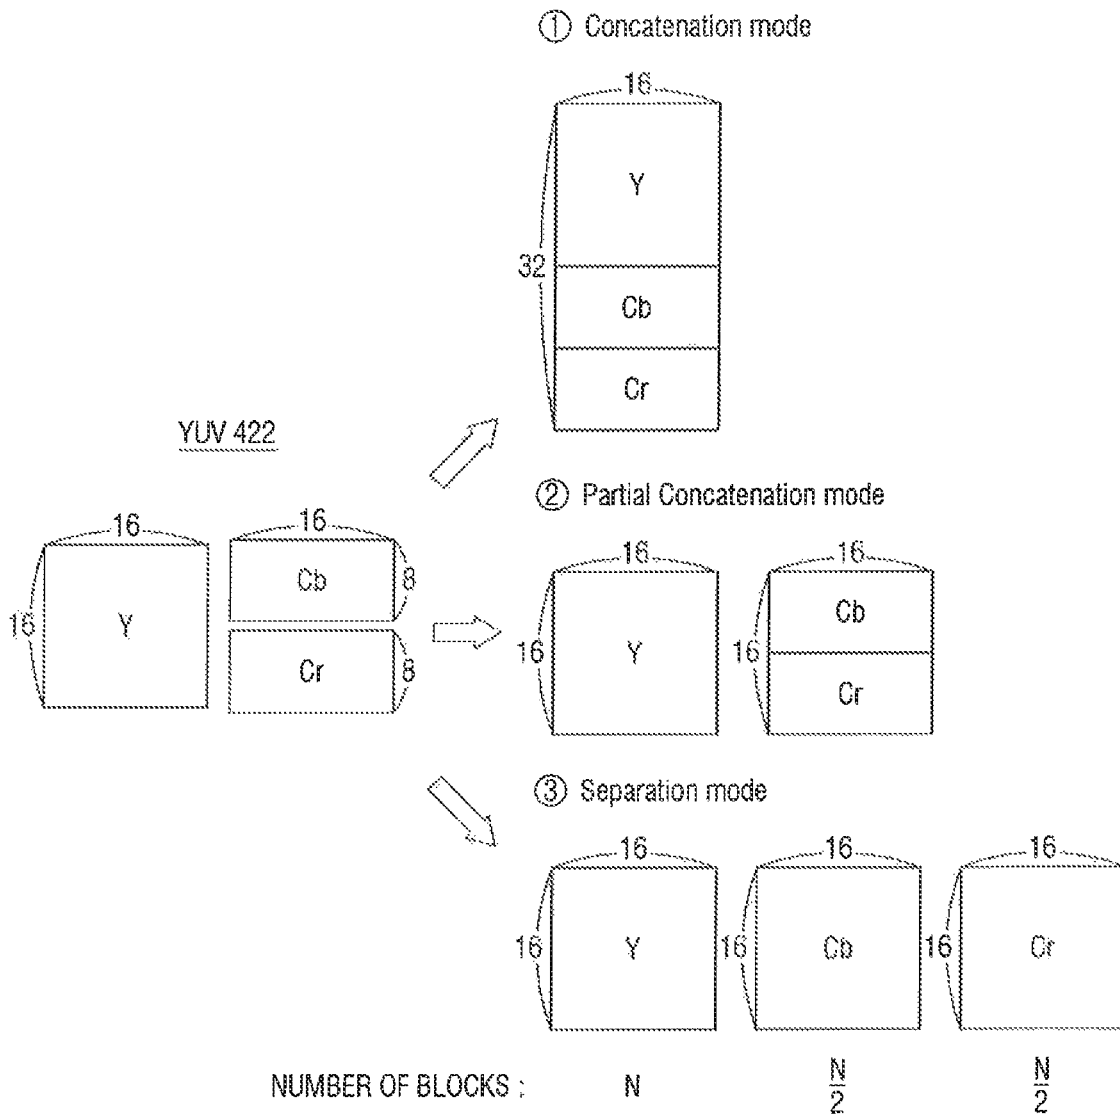 ① Concatenation mode
16
Y
32
Cb
Cr
YUV 422
② Partial Concatenation mode
16 16
16 Y Cb 8
Cr 8
16 16
16 Y 16 Cb
Cr
③ Separation mode
16 16 16
16 Y 16 Cb 16 Cr
NUMBER OF BLOCKS : N N/2 N/2